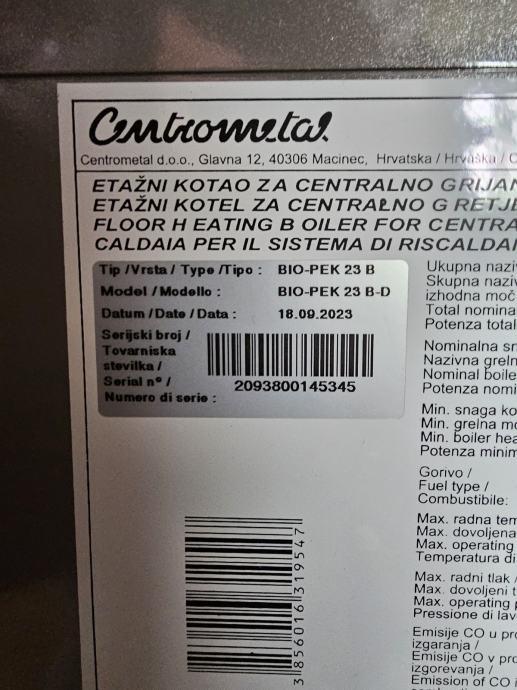 Centrometal
Centrometal d.o.o., Glavna 12, 40306 Macinec, Hrvatska / Hrvaška / C
ETAŽNI KOTAO ZA CENTRALNO GRIJAN
ETAŽNI KOTEL ZA CENTRALNO G RETJE
FLOOR H EATING B OILER FOR CENTRA
CALDAIA PER IL SISTEMA DI RISCALDA
Tip /Vrsta / Type /Tipo : BIO-PEK 23 B
Model / Modello : BIO-PEK 23 B-D
Datum /Date / Data : 18.09.2023
Serijski broj /
Tovarniska
stevilka /
Serial nº /
Numero di serie :
2093800145345
3856016319547
Ukupna naziv
Skupna naziv
izhodna moč
Total nomina
Potenza total
Nominalna sn
Nazivna greln
Nominal boile
Potenza nomi
Min. snaga ko
Min. grelna mo
Min. boiler hea
Potenza minim
Gorivo /
Fuel type /
Combustibile:
Max. radna tem
Max. dovoljena
Max. operating
Temperatura di
Max. radni tlak /
Max. dovoljeni t
Max. operating p
Pressione di lav
Emisije CO u pro
izgaranja /
Emisije CO v pro
izgorevanja /
Emission of CO i